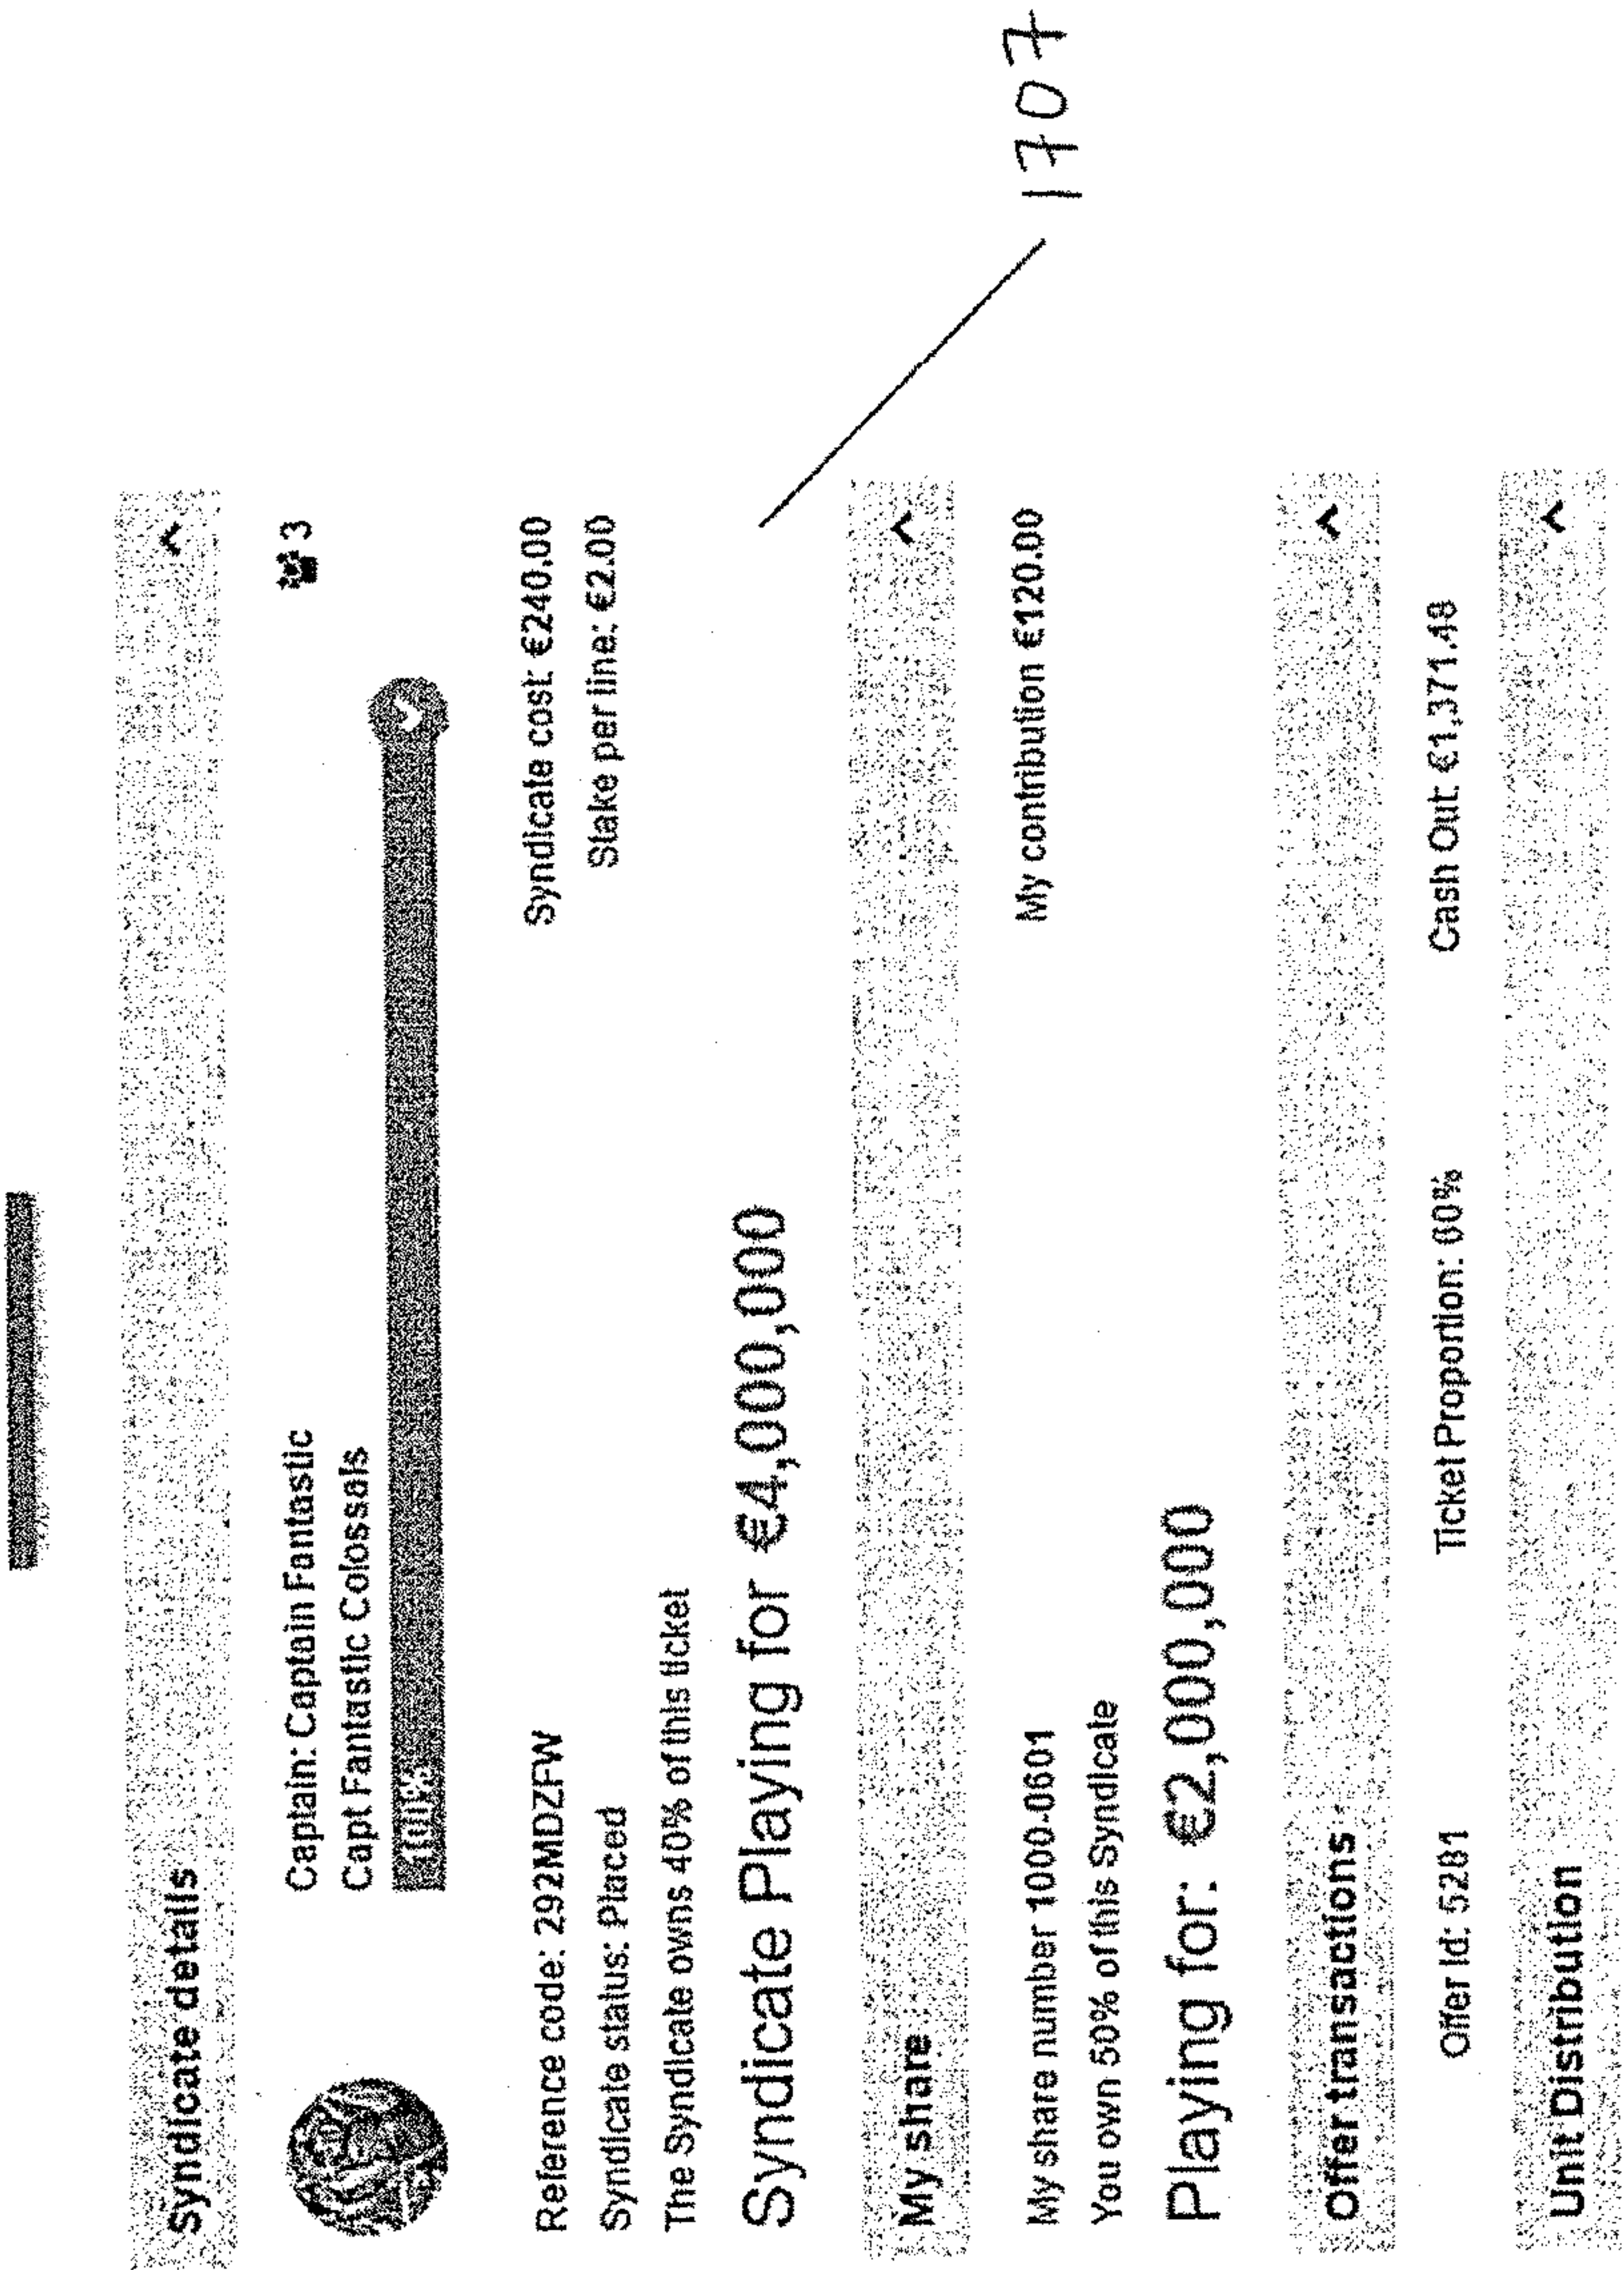 Syndicate details
Captain: Captain Fantastic
3
Capt Fantastic Colossals
100%
Reference code: 292MDZFW
Syndicate cost: €240.00
Syndicate status: Placed
Stake per line: €2.00
The Syndicate owns 40% of this ticket
Syndicate Playing for €4,000,000
1707
My share
My share number 1000-0601
My contribution €120.00
You own 50% of this Syndicate
Playing for: €2,000,000
Offer transactions
Offer Id: 5281
Ticket Proportion: 60%
Cash Out: €1,371.48
Unit Distribution